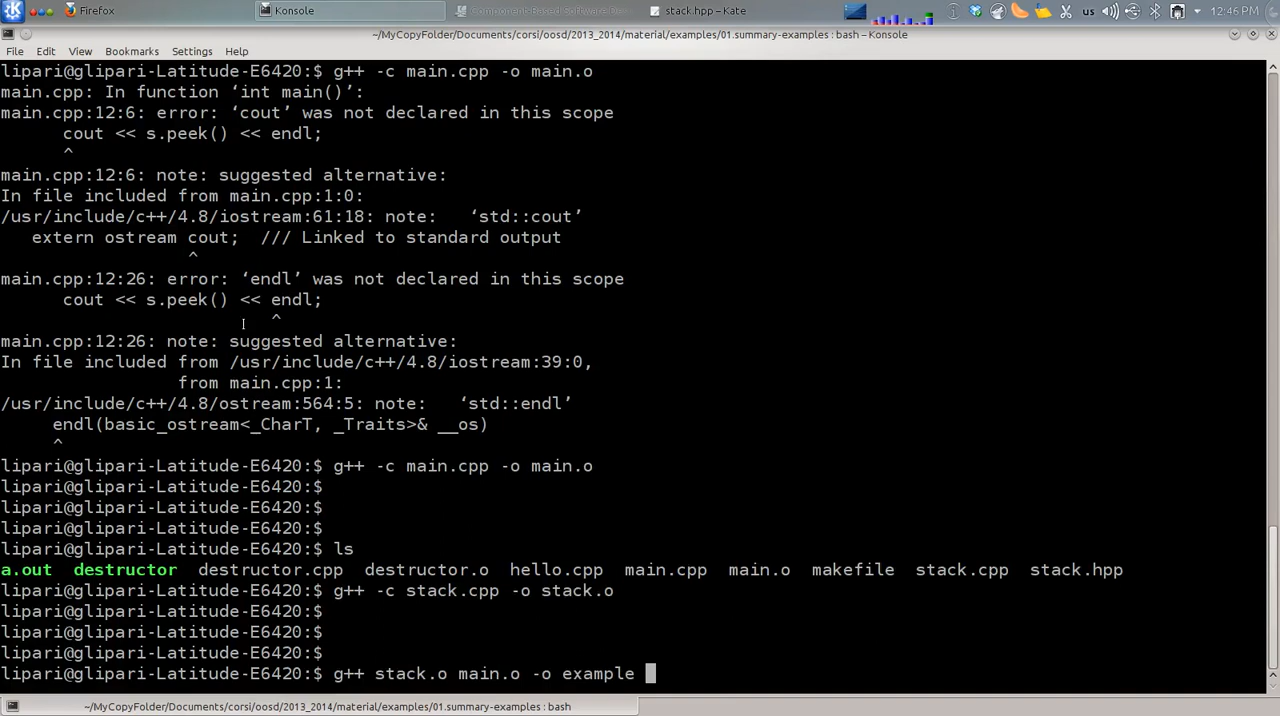 Firefox
Konsole
Component-Based Software De
stack.hpp – Kate
us
12:46 PM
~/MyCopyFolder/Documents/corsi/oosd/2013_2014/material/examples/01.summary-examples : bash – Konsole
File Edit View Bookmarks Settings Help
lipari@glipari-Latitude-E6420:$ g++ -c main.cpp -o main.o
main.cpp: In function ‘int main()’:
main.cpp:12:6: error: ‘cout’ was not declared in this scope
      cout << s.peek() << endl;
      ^
main.cpp:12:6: note: suggested alternative:
In file included from main.cpp:1:0:
/usr/include/c++/4.8/iostream:61:18: note:   ‘std::cout’
   extern ostream cout;  /// Linked to standard output
                  ^
main.cpp:12:26: error: ‘endl’ was not declared in this scope
      cout << s.peek() << endl;
                          ^
main.cpp:12:26: note: suggested alternative:
In file included from /usr/include/c++/4.8/iostream:39:0,
                 from main.cpp:1:
/usr/include/c++/4.8/ostream:564:5: note:   ‘std::endl’
     endl(basic_ostream<_CharT, _Traits>& __os)
     ^
lipari@glipari-Latitude-E6420:$ g++ -c main.cpp -o main.o
lipari@glipari-Latitude-E6420:$
lipari@glipari-Latitude-E6420:$
lipari@glipari-Latitude-E6420:$
lipari@glipari-Latitude-E6420:$ ls
a.out  destructor  destructor.cpp  destructor.o  hello.cpp  main.cpp  main.o  makefile  stack.cpp  stack.hpp
lipari@glipari-Latitude-E6420:$ g++ -c stack.cpp -o stack.o
lipari@glipari-Latitude-E6420:$
lipari@glipari-Latitude-E6420:$
lipari@glipari-Latitude-E6420:$
lipari@glipari-Latitude-E6420:$ g++ stack.o main.o -o example
~/MyCopyFolder/Documents/corsi/oosd/2013_2014/material/examples/01.summary-examples : bash